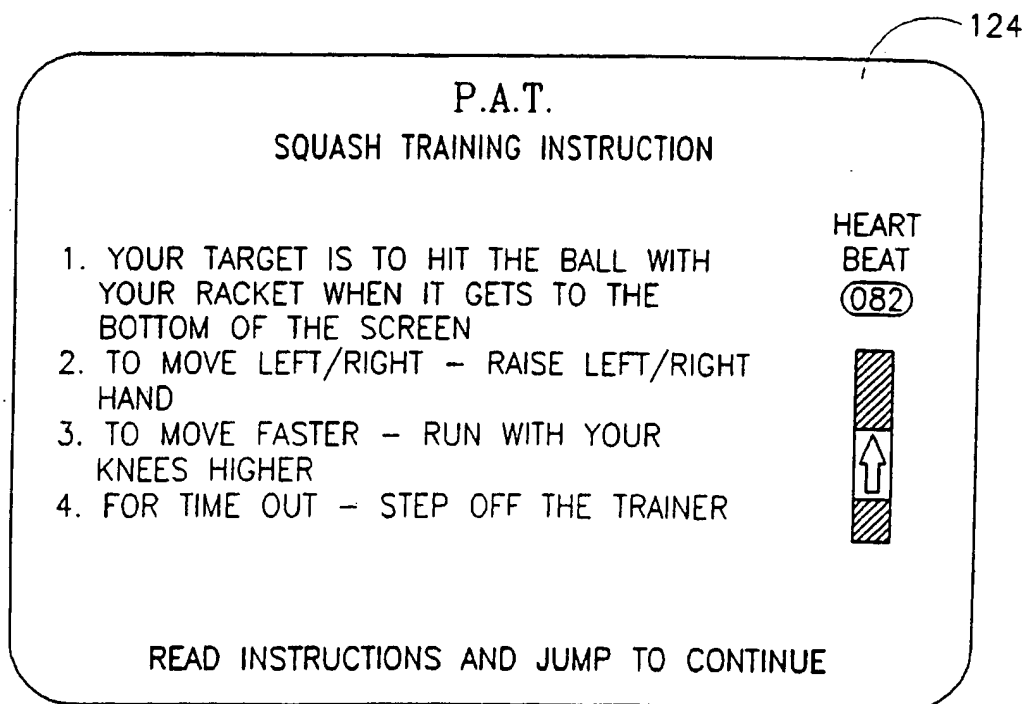 124
P.A.T.
SQUASH TRAINING INSTRUCTION
HEART
BEAT
082
1. YOUR TARGET IS TO HIT THE BALL WITH
YOUR RACKET WHEN IT GETS TO THE
BOTTOM OF THE SCREEN
2. TO MOVE LEFT/RIGHT – RAISE LEFT/RIGHT
HAND
3. TO MOVE FASTER – RUN WITH YOUR
KNEES HIGHER
4. FOR TIME OUT – STEP OFF THE TRAINER
READ INSTRUCTIONS AND JUMP TO CONTINUE